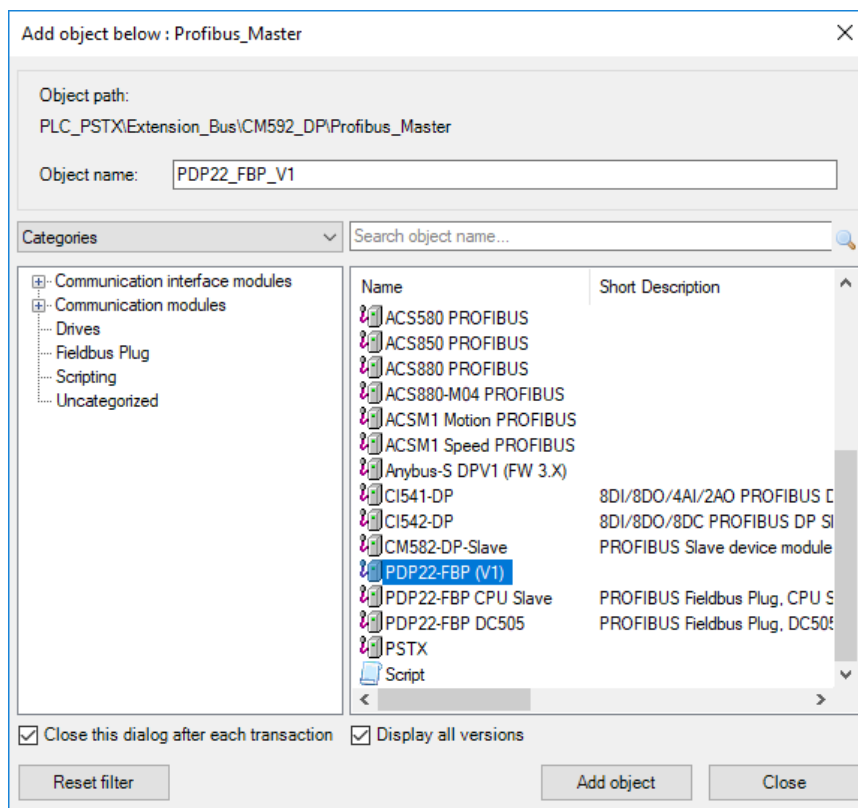 Add object below : Profibus_Master
Object path:
PLC_PSTX\Extension_Bus\CM592_DP\Profibus_Master
Object name: PDP22_FBP_V1
Categories
Search object name...
Communication interface modules
Communication modules
Drives
Fieldbus Plug
Scripting
Uncategorized
Name Short Description
ACS580 PROFIBUS
ACS850 PROFIBUS
ACS880 PROFIBUS
ACS880-M04 PROFIBUS
ACSM1 Motion PROFIBUS
ACSM1 Speed PROFIBUS
Anybus-S DPV1 (FW 3.X)
CI541-DP 8DI/8DO/4AI/2AO PROFIBUS D
CI542-DP 8DI/8DO/8DC PROFIBUS DP Sl
CM582-DP-Slave PROFIBUS Slave device module
PDP22-FBP (V1)
PDP22-FBP CPU Slave PROFIBUS Fieldbus Plug, CPU S
PDP22-FBP DC505 PROFIBUS Fieldbus Plug, DC505
PSTX
Script
Close this dialog after each transaction Display all versions
Reset filter Add object Close